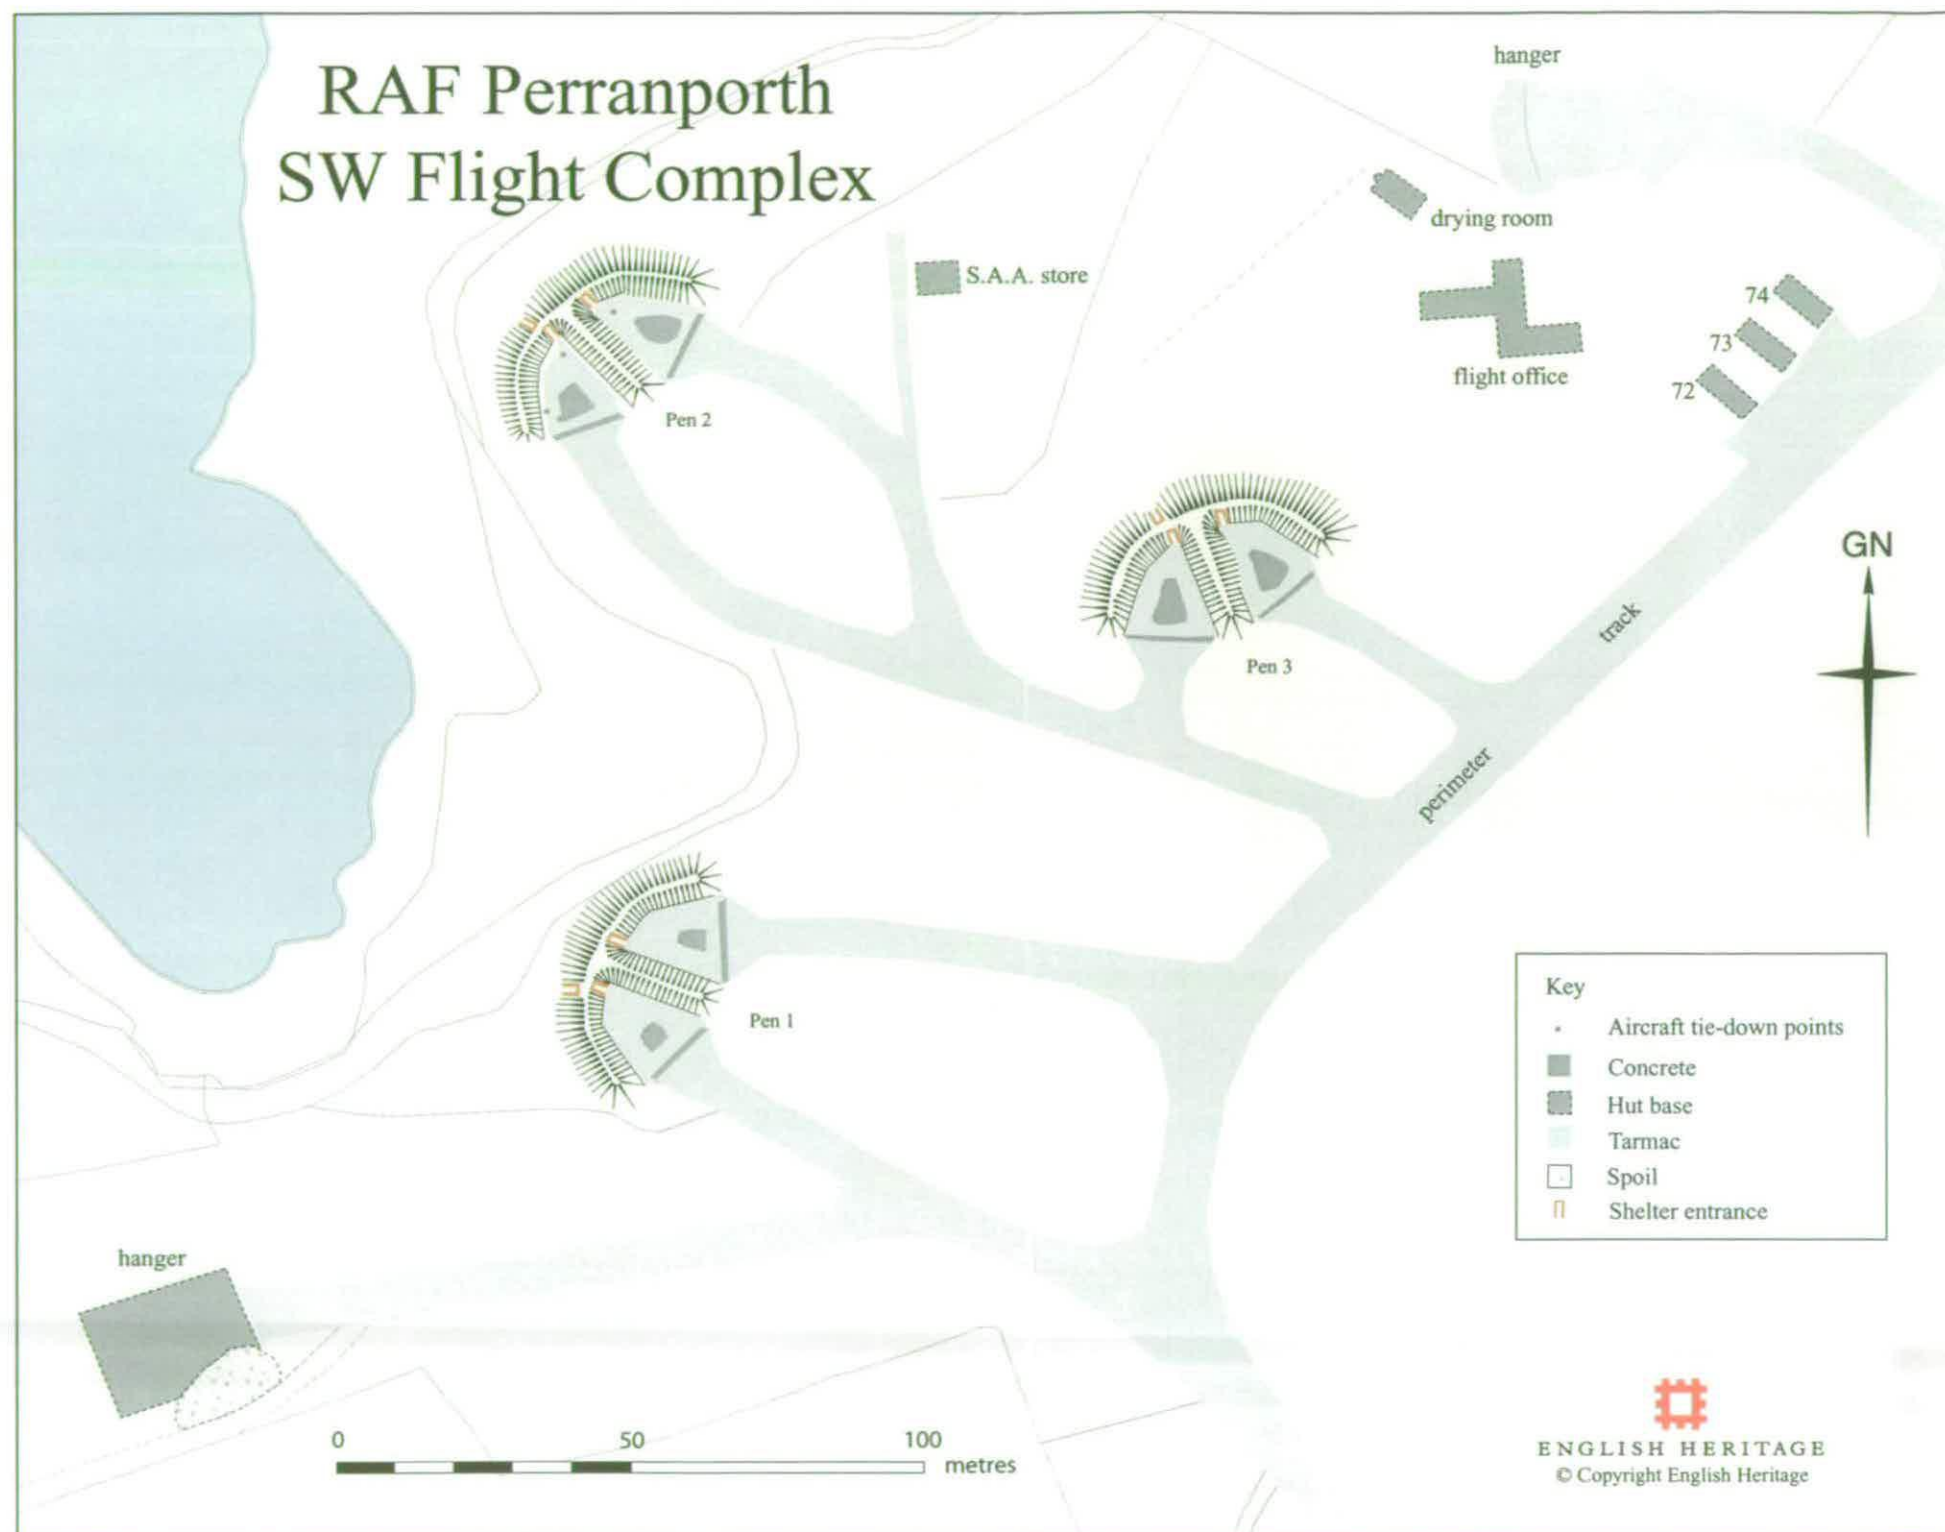 RAF Perranporth
SW Flight Complex
hanger
drying room
S.A.A. store
flight office
74
73
72
Pen 2
GN
track
Pen 3
perimeter
Pen 1
Key
Aircraft tie-down points
Concrete
Hut base
Tarmac
Spoil
Shelter entrance
hanger
0 50 100
metres
ENGLISH HERITAGE
© Copyright English Heritage